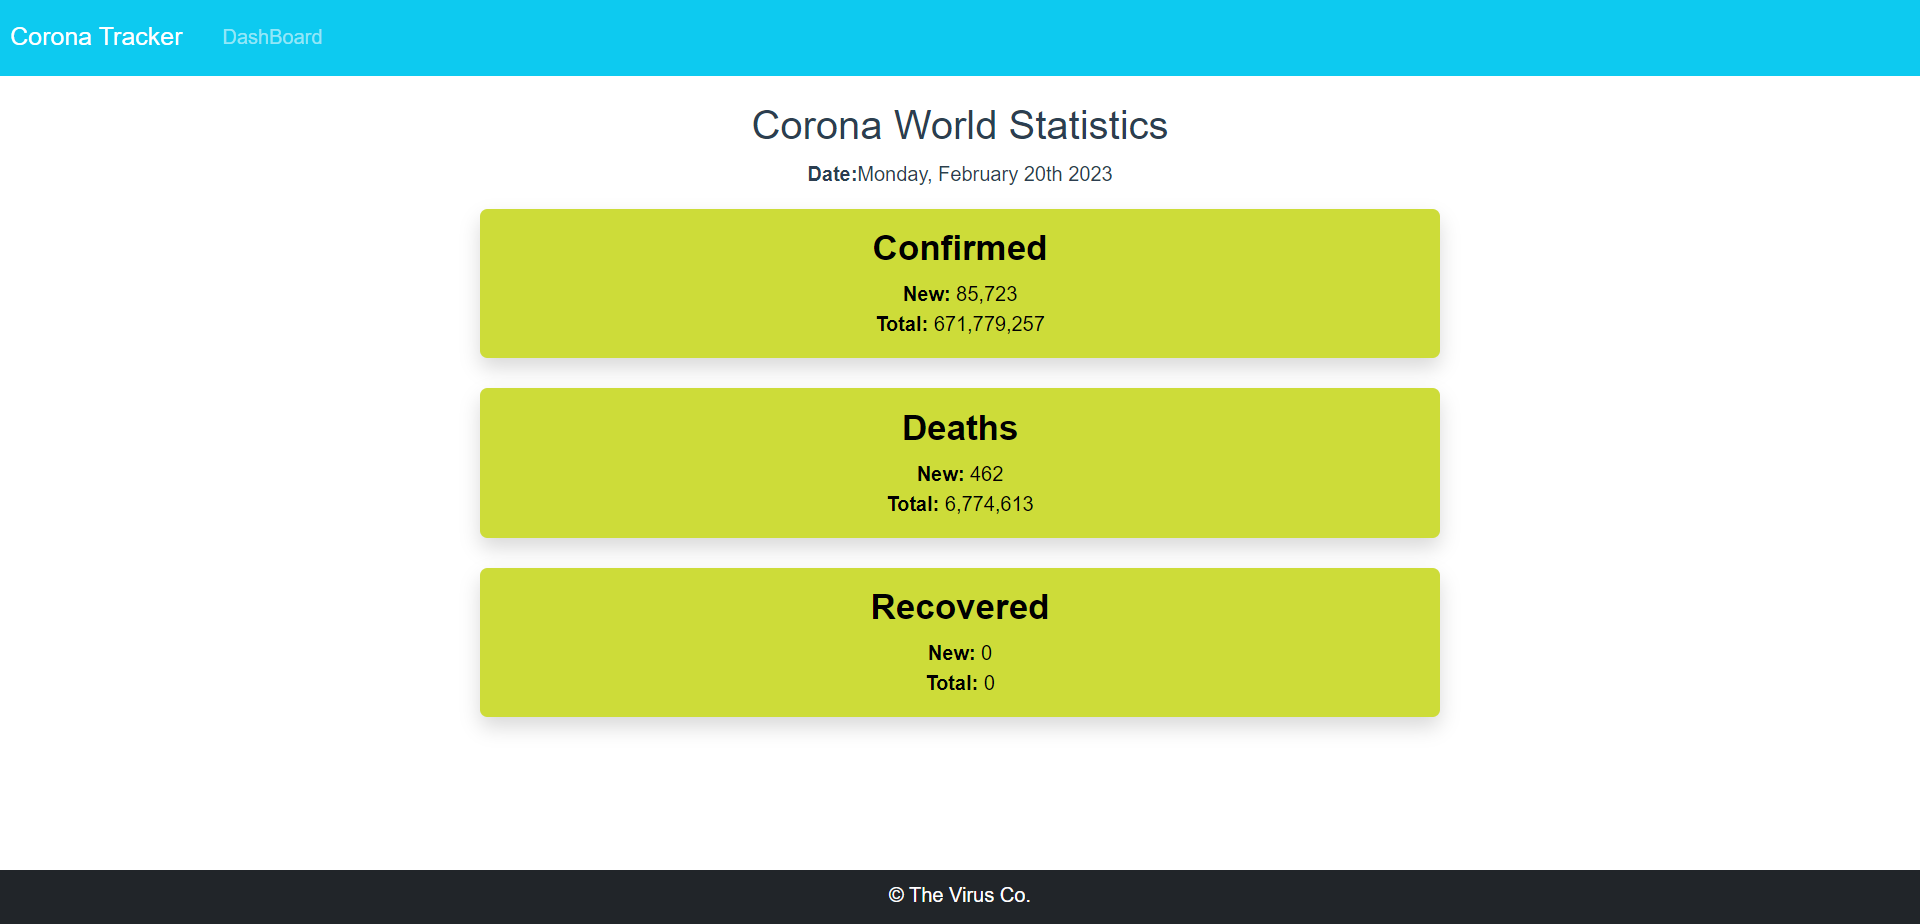 Corona Tracker DashBoard
Corona World Statistics
Date:Monday, February 20th 2023
Confirmed
New: 85,723
Total: 671,779,257
Deaths
New: 462
Total: 6,774,613
Recovered
New: 0
Total: 0
© The Virus Co.